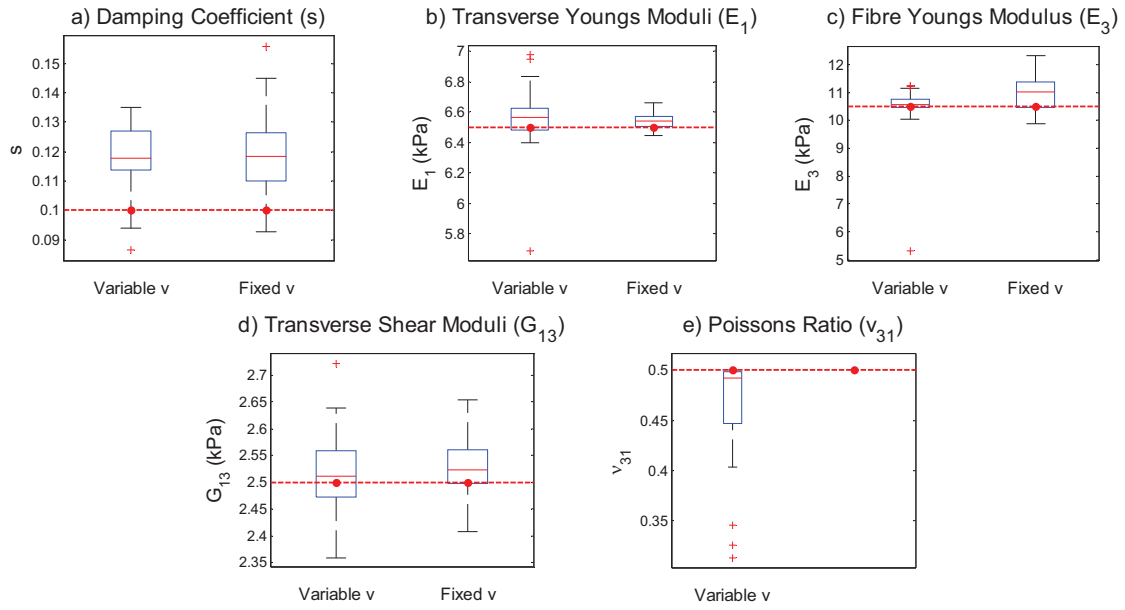 a) Damping Coefficient (s)
0.15
0.14
0.13
0.12
0.11
0.1
0.09
s
Variable v
Fixed v
b) Transverse Youngs Moduli (E1)
7
6.8
6.6
6.4
6.2
6
5.8
E1 (kPa)
Variable v
Fixed v
c) Fibre Youngs Modulus (E3)
12
11
10
9
8
7
6
5
E3 (kPa)
Variable v
Fixed v
d) Transverse Shear Moduli (G13)
2.7
2.65
2.6
2.55
2.5
2.45
2.4
2.35
G13 (kPa)
Variable v
Fixed v
e) Poissons Ratio (v31)
0.5
0.45
0.4
0.35
ν31
Variable v